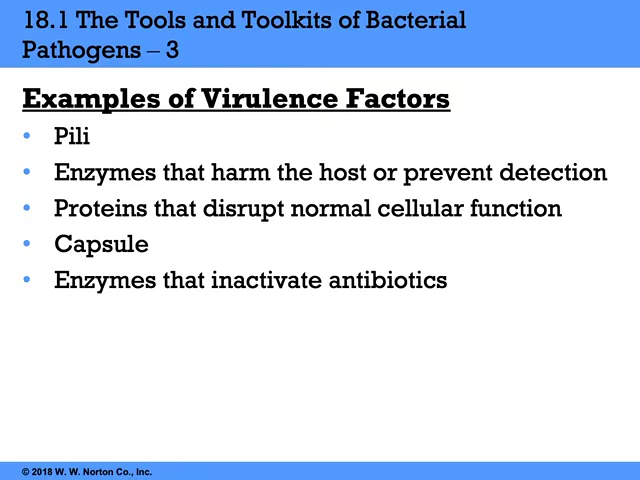 18.1 The Tools and Toolkits of Bacterial
Pathogens – 3
Examples of Virulence Factors
• Pili
• Enzymes that harm the host or prevent detection
• Proteins that disrupt normal cellular function
• Capsule
• Enzymes that inactivate antibiotics
© 2018 W. W. Norton Co., Inc.